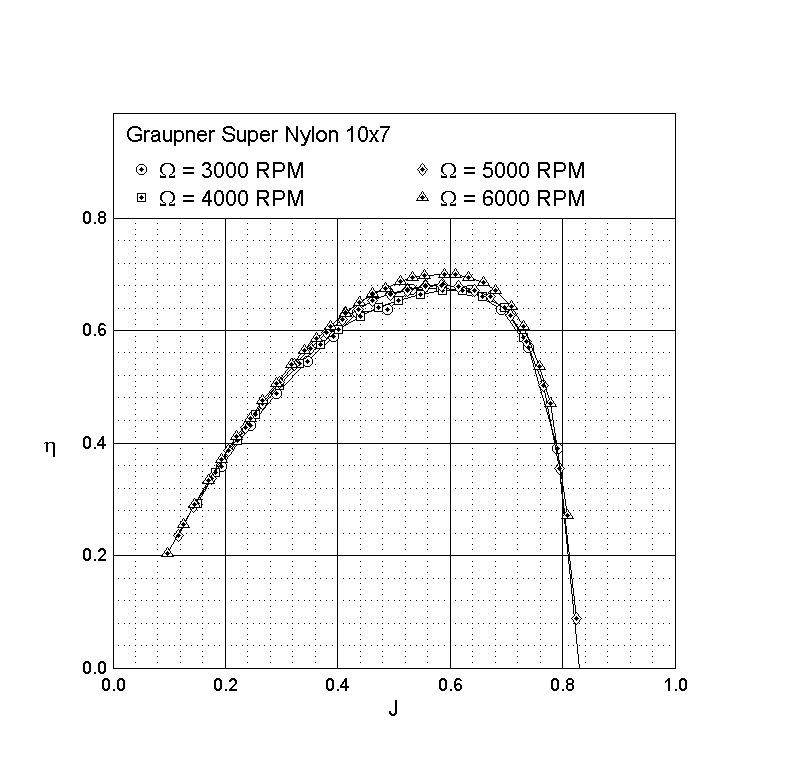 Graupner Super Nylon 10x7
Ω = 3000 RPM
Ω = 5000 RPM
Ω = 4000 RPM
Ω = 6000 RPM
0.8
0.6
η
0.4
0.2
0.0
0.0 0.2 0.4 0.6 0.8 1.0
J